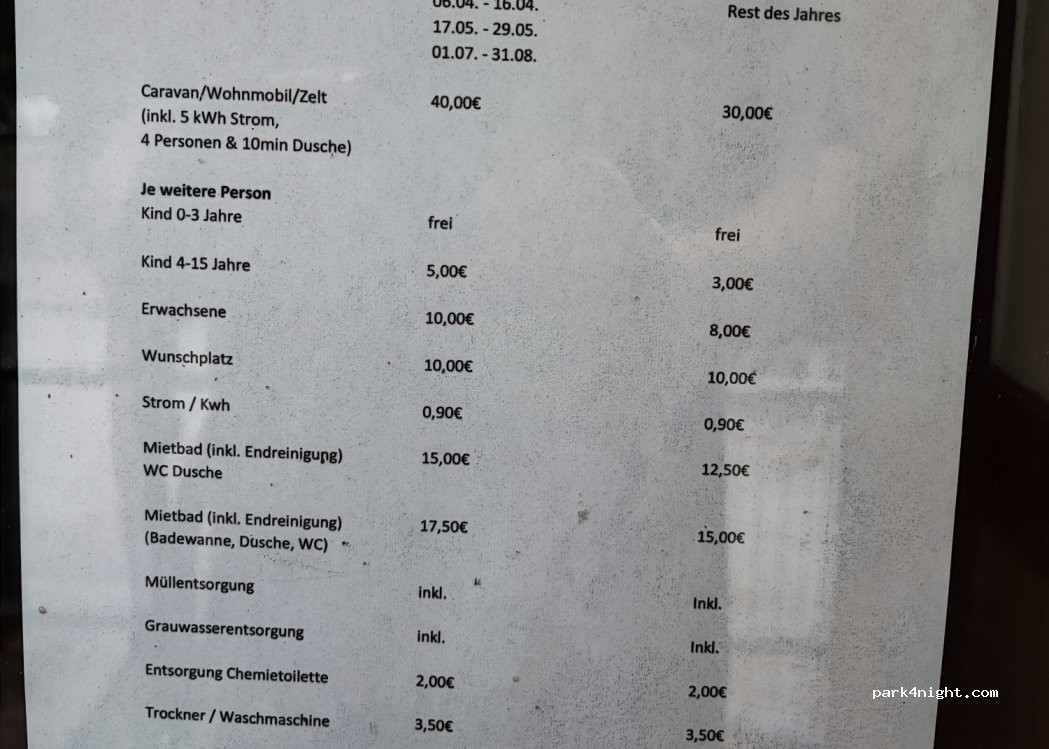 06.04. - 16.04.
Rest des Jahres
17.05. - 29.05.
01.07. - 31.08.
Caravan/Wohnmobil/Zelt 40,00€ 30,00€
(inkl. 5 kWh Strom,
4 Personen & 10min Dusche)
Je weitere Person
Kind 0-3 Jahre frei frei
Kind 4-15 Jahre 5,00€ 3,00€
Erwachsene 10,00€ 8,00€
Wunschplatz 10,00€ 10,00€
Strom / Kwh 0,90€ 0,90€
Mietbad (inkl. Endreinigung) 15,00€ 12,50€
WC Dusche
Mietbad (inkl. Endreinigung) 17,50€ 15,00€
(Badewanne, Dusche, WC)
Müllentsorgung inkl. Inkl.
Grauwasserentsorgung inkl. Inkl.
Entsorgung Chemietoilette 2,00€ 2,00€
Trockner / Waschmaschine 3,50€ 3,50€
park4night.com